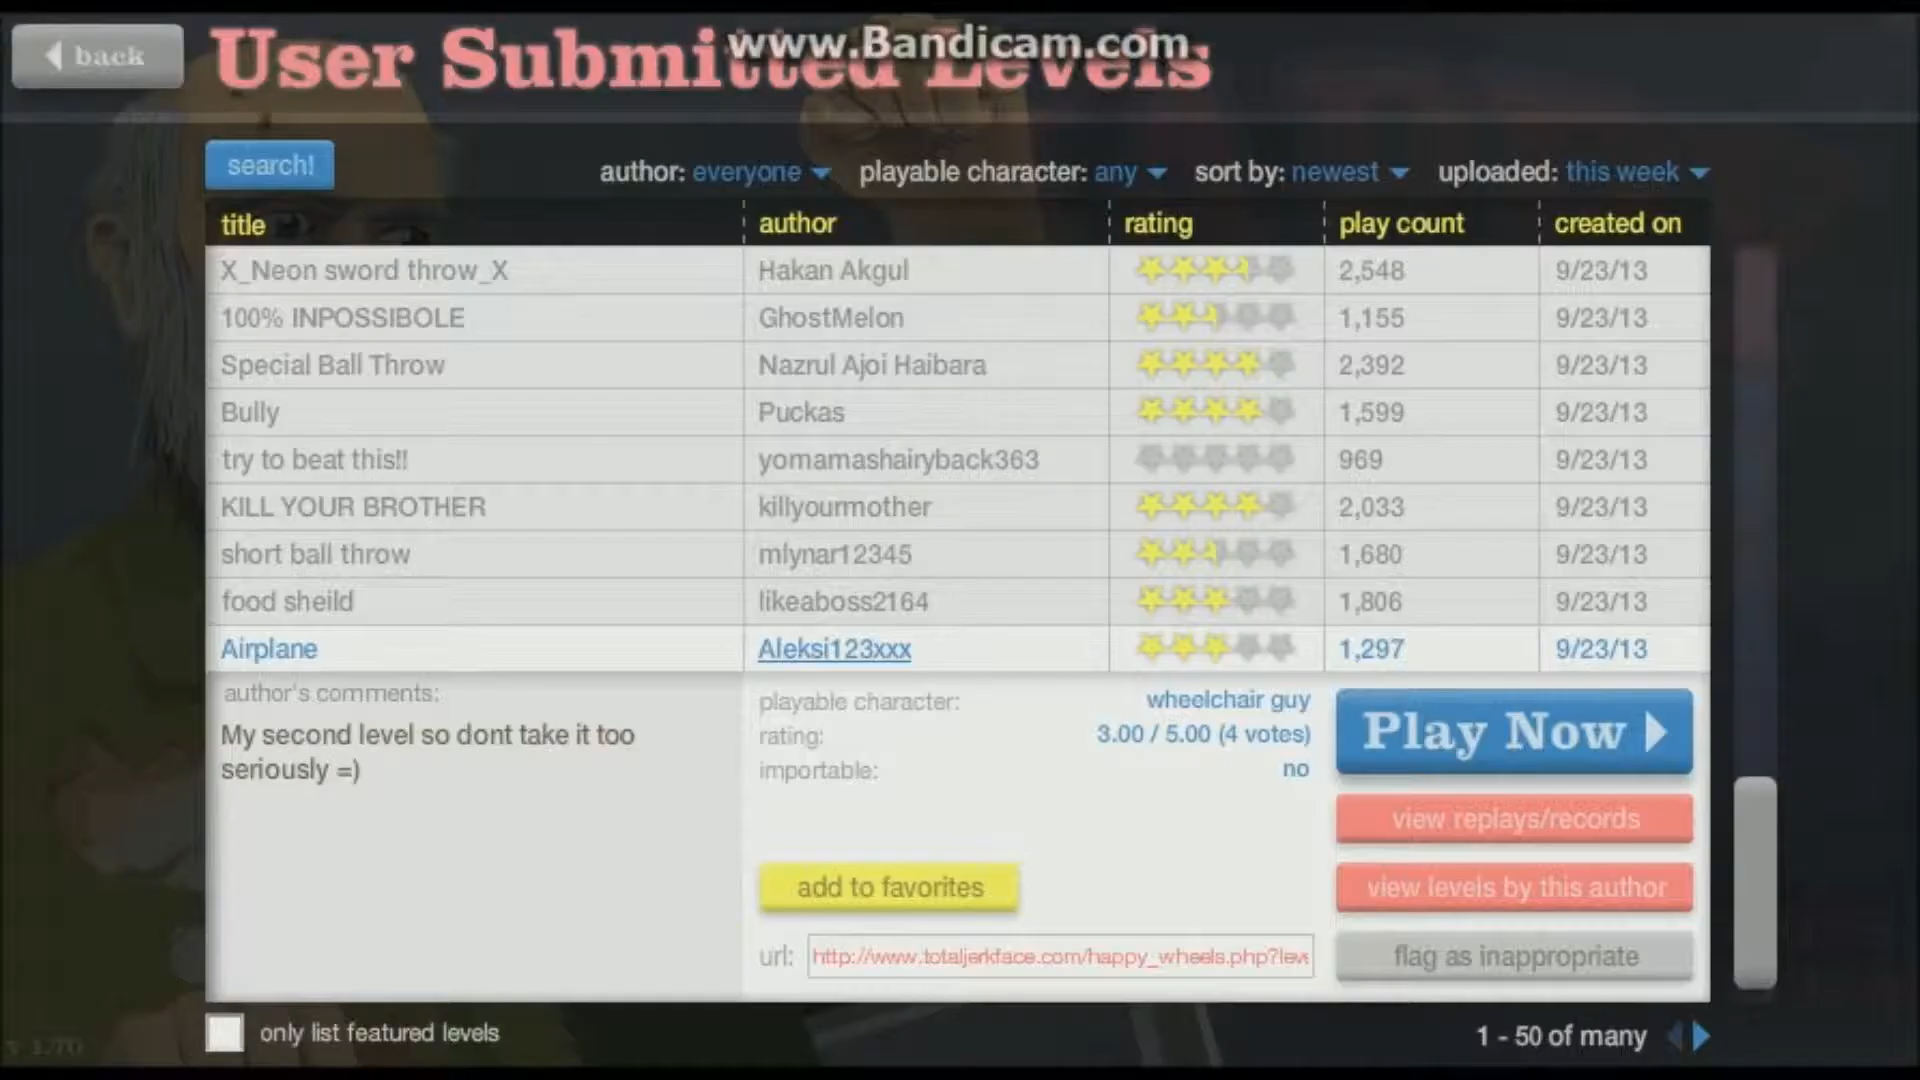 back
User Submitted Levels
www.Bandicam.com
search!
author: everyone playable character: any sort by: newest uploaded: this week
title author rating play count created on
X_Neon sword throw_X Hakan Akgul 2,548 9/23/13
100% INPOSSIBOLE GhostMelon 1,155 9/23/13
Special Ball Throw Nazrul Ajoi Haibara 2,392 9/23/13
Bully Puckas 1,599 9/23/13
try to beat this!! yomamashairyback363 969 9/23/13
KILL YOUR BROTHER killyourmother 2,033 9/23/13
short ball throw mlynar12345 1,680 9/23/13
food sheild likeaboss2164 1,806 9/23/13
Airplane Aleksi123xxx 1,297 9/23/13
author's comments:
My second level so dont take it too
seriously =)
playable character: wheelchair guy
rating: 3.00 / 5.00 (4 votes)
importable: no
Play Now
view replays/records
add to favorites
view levels by this author
url: http://www.totaljerkface.com/happy_wheels.php?leve
flag as inappropriate
only list featured levels
1 - 50 of many
v 1.70